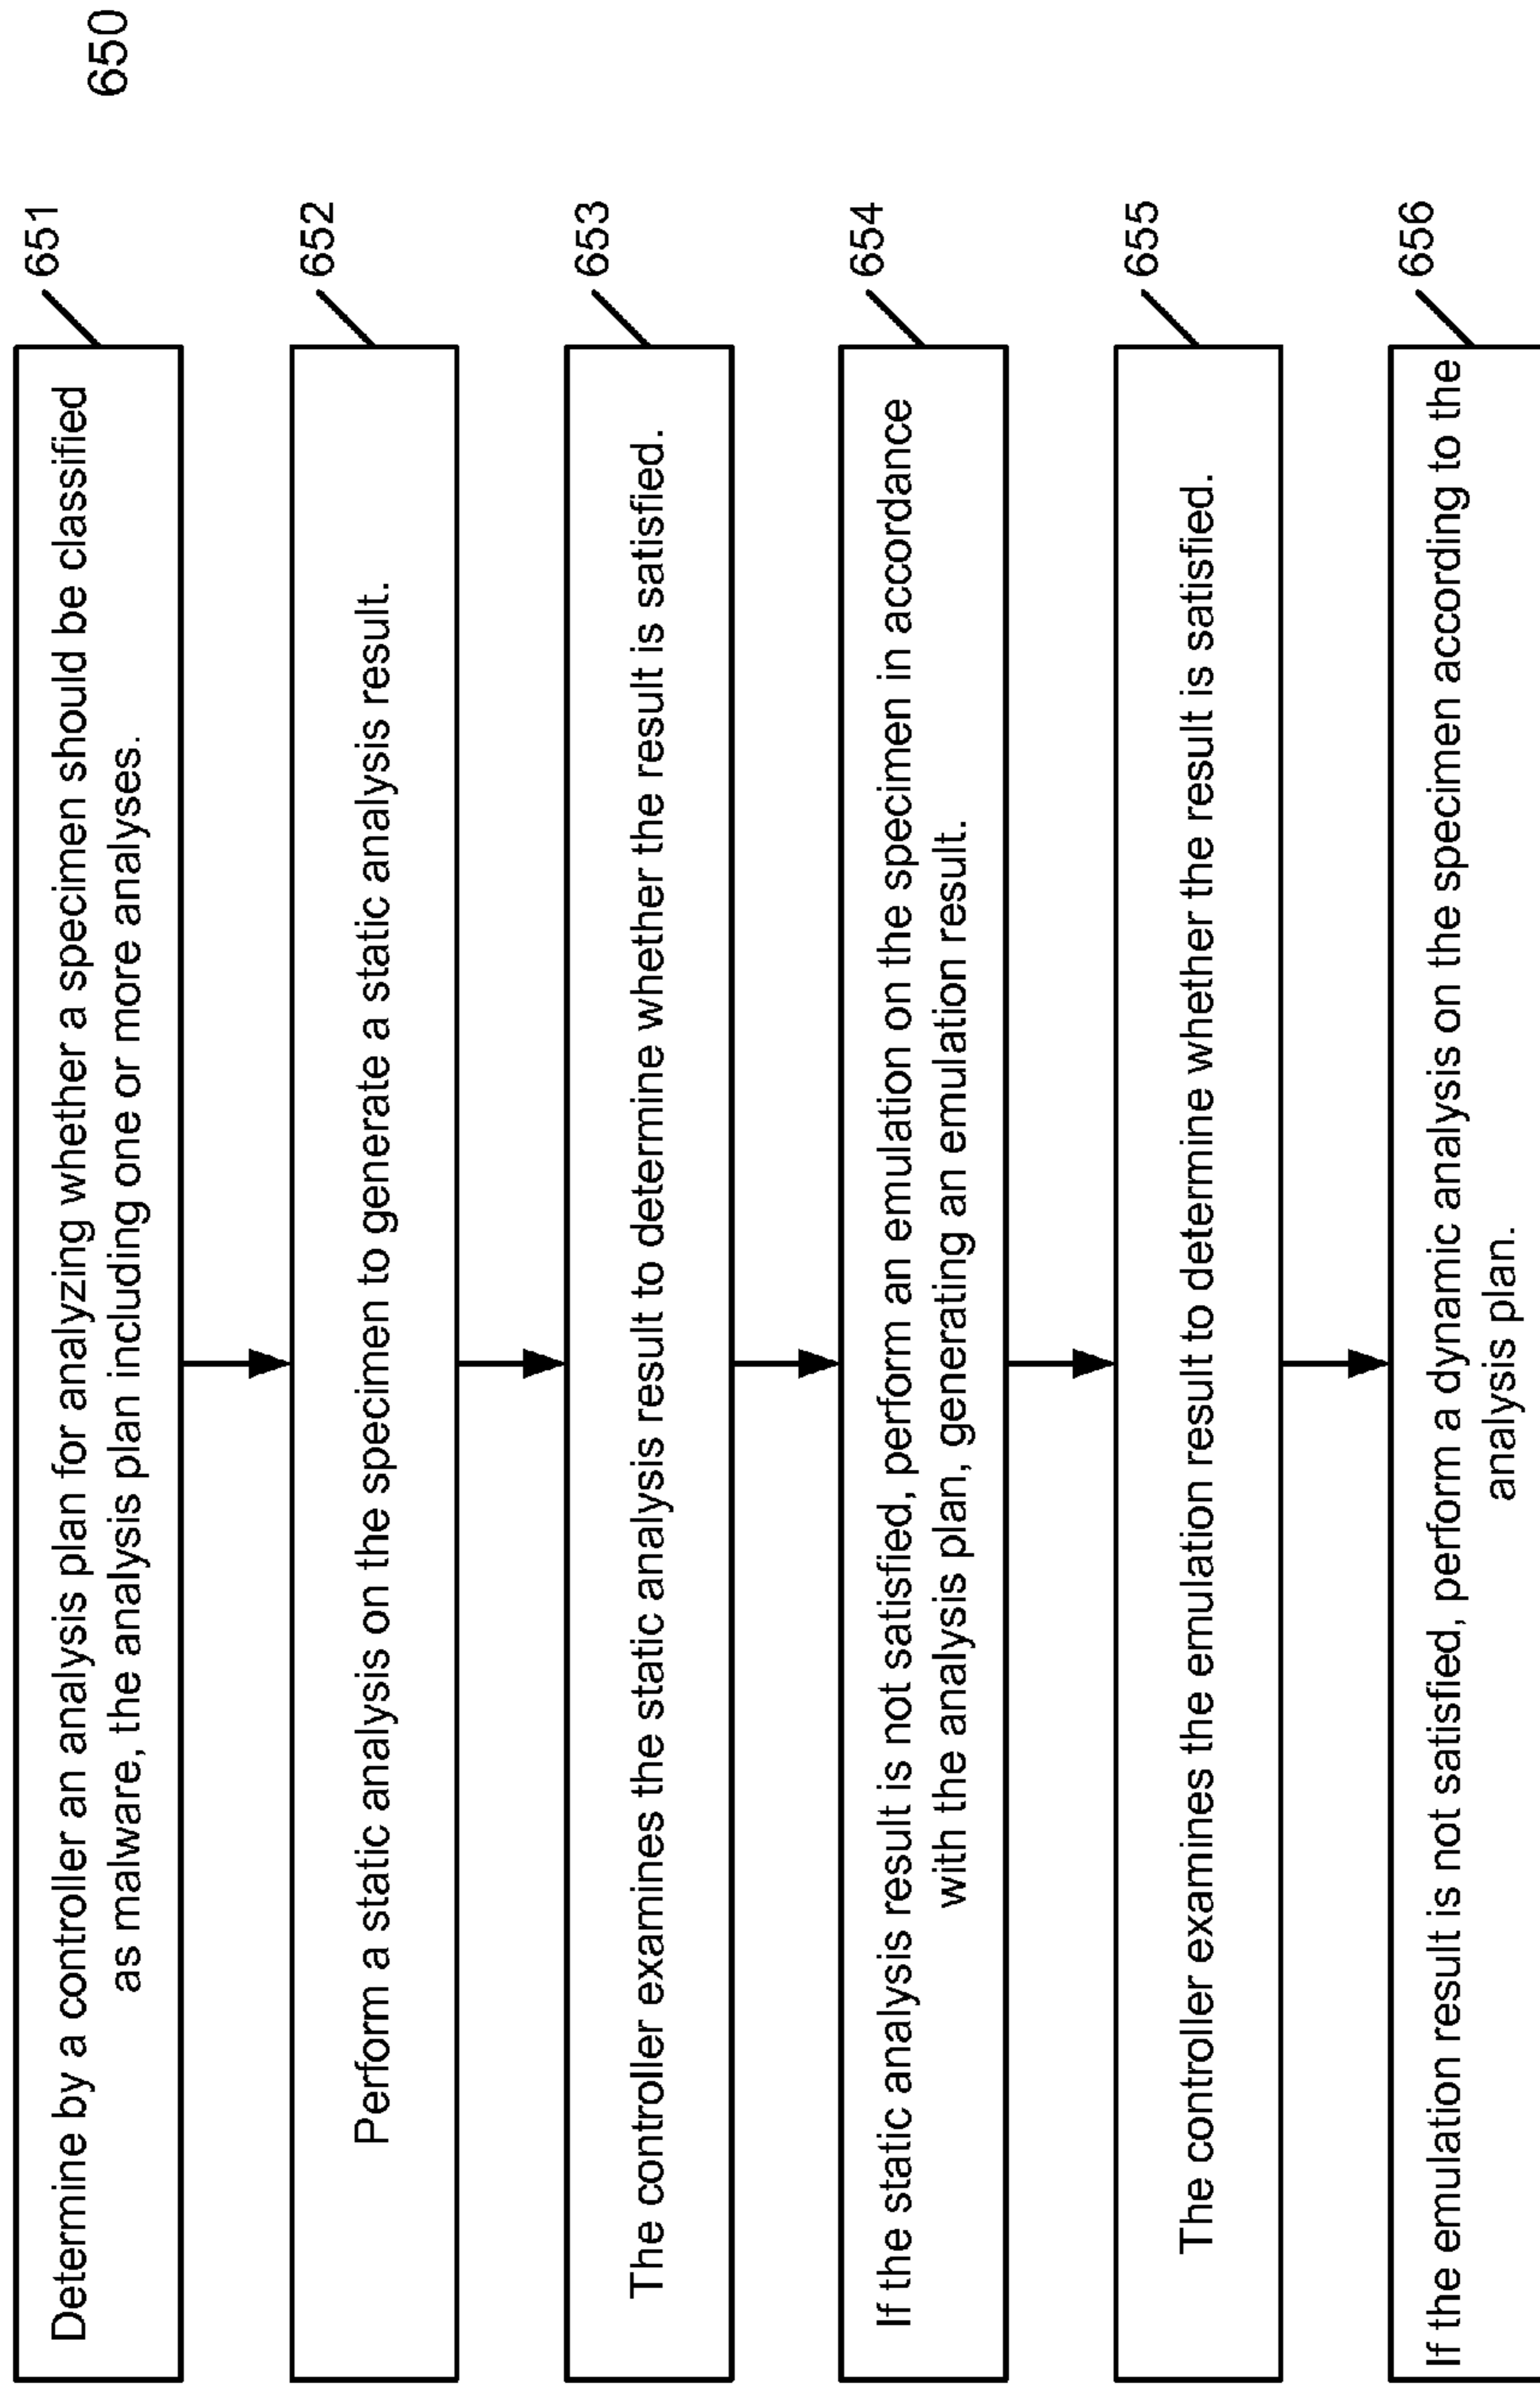 650
651
Determine by a controller an analysis plan for analyzing whether a specimen should be classified
as malware, the analysis plan including one or more analyses.
652
Perform a static analysis on the specimen to generate a static analysis result.
653
The controller examines the static analysis result to determine whether the result is satisfied.
654
If the static analysis result is not satisfied, perform an emulation on the specimen in accordance
with the analysis plan, generating an emulation result.
655
The controller examines the emulation result to determine whether the result is satisfied.
656
If the emulation result is not satisfied, perform a dynamic analysis on the specimen according to the
analysis plan.